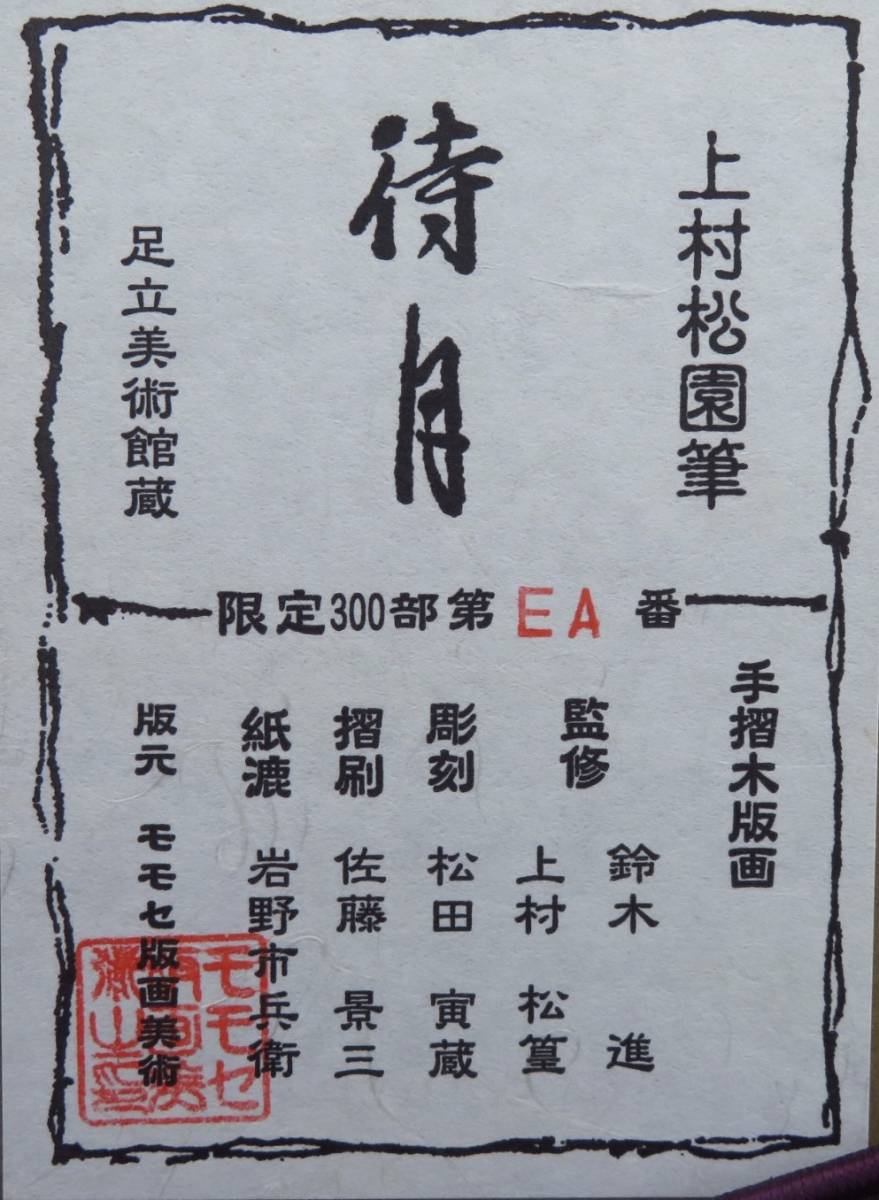 上村松園筆
待月
足立美術館蔵
限定300部第 EA 番
手摺木版画
監修 鈴木 進
上村 松篁
彫刻 松田 寅蔵
摺刷 佐藤 景三
紙漉 岩野市兵衛
版元 モモセ版画美術